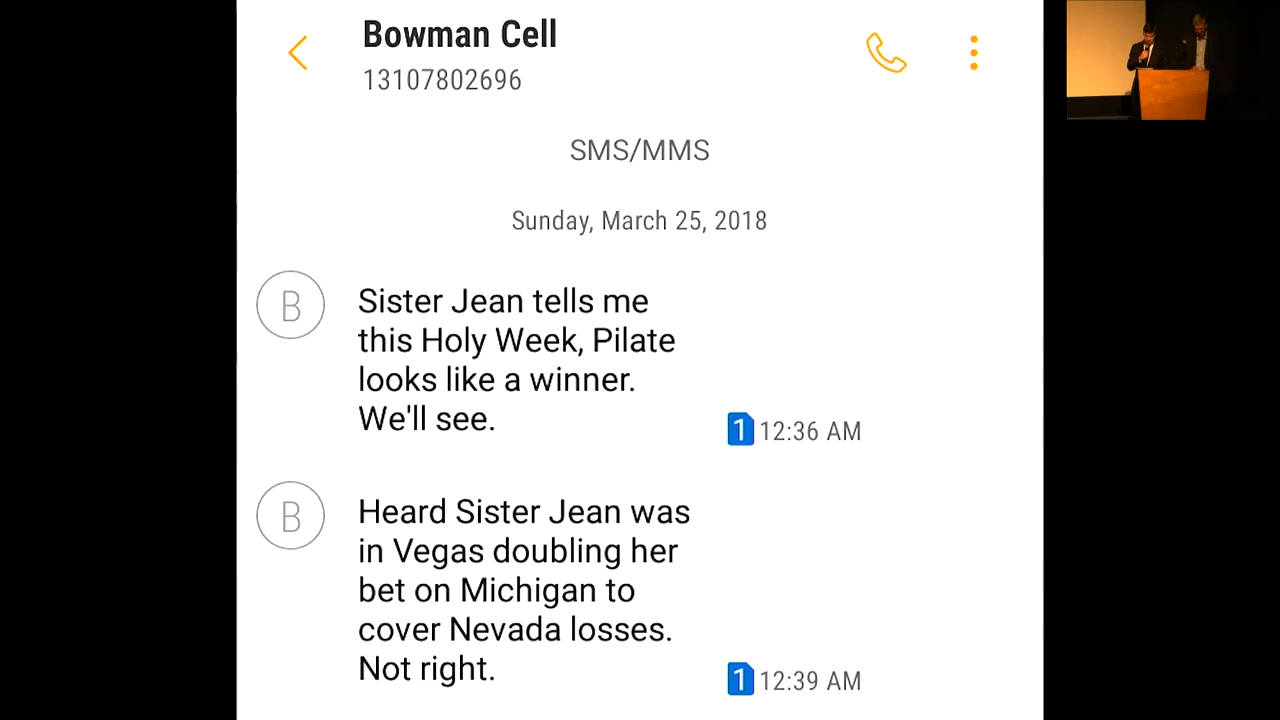 Bowman Cell
13107802696
SMS/MMS
Sunday, March 25, 2018
B
Sister Jean tells me
this Holy Week, Pilate
looks like a winner.
We'll see.
1 12:36 AM
B
Heard Sister Jean was
in Vegas doubling her
bet on Michigan to
cover Nevada losses.
Not right.
1 12:39 AM